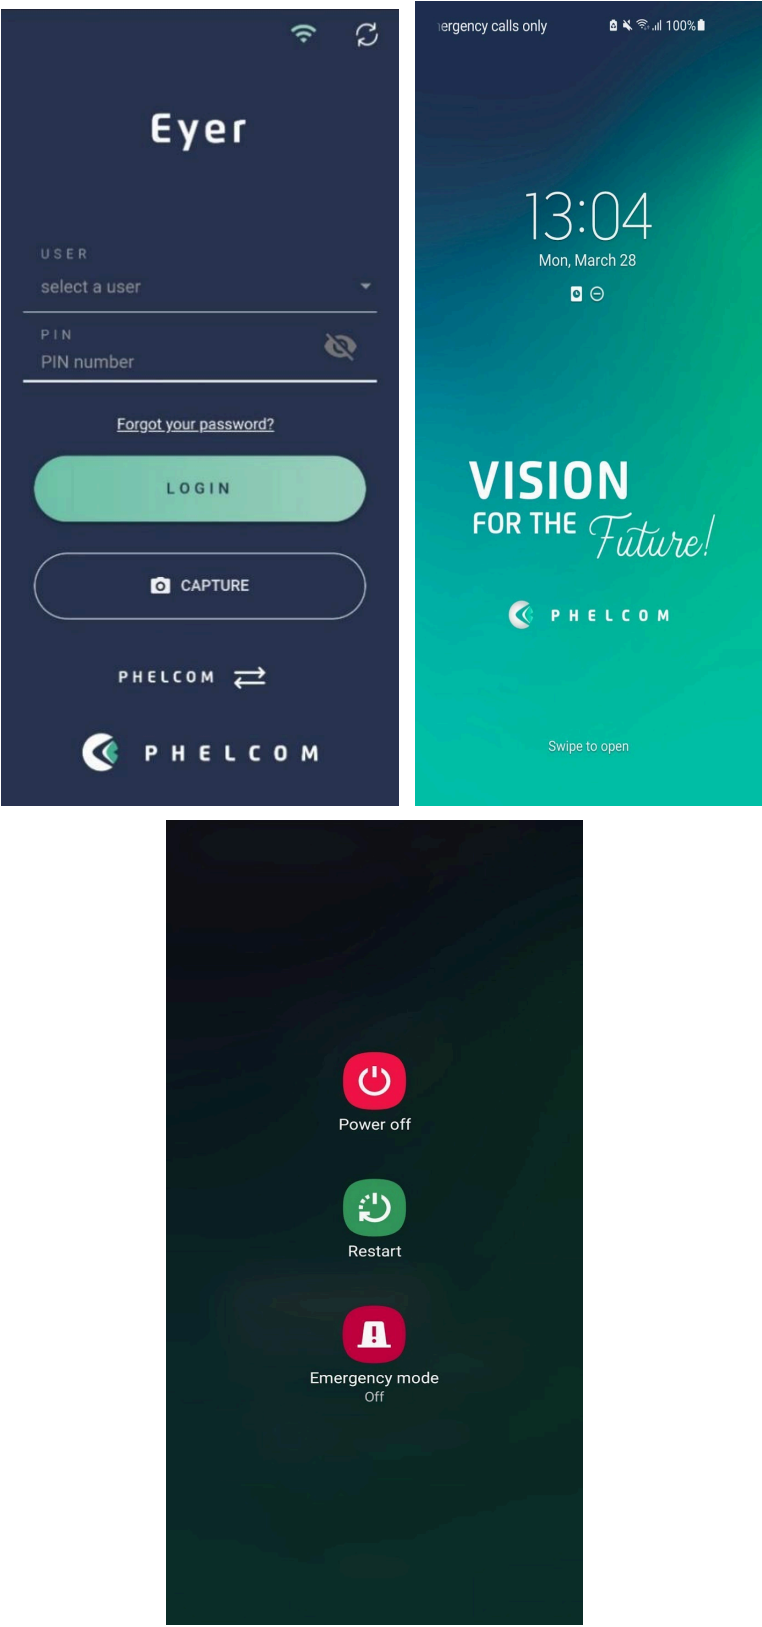 Eyer
USER
select a user
PIN
PIN number
Forgot your password?
LOGIN
CAPTURE
PHELCOM
PHELCOM
calls only
100%
13:04
Mon, March 28
VISION
FOR THE Future!
PHELCOM
Swipe to open
Power off
Restart
Emergency mode
Off